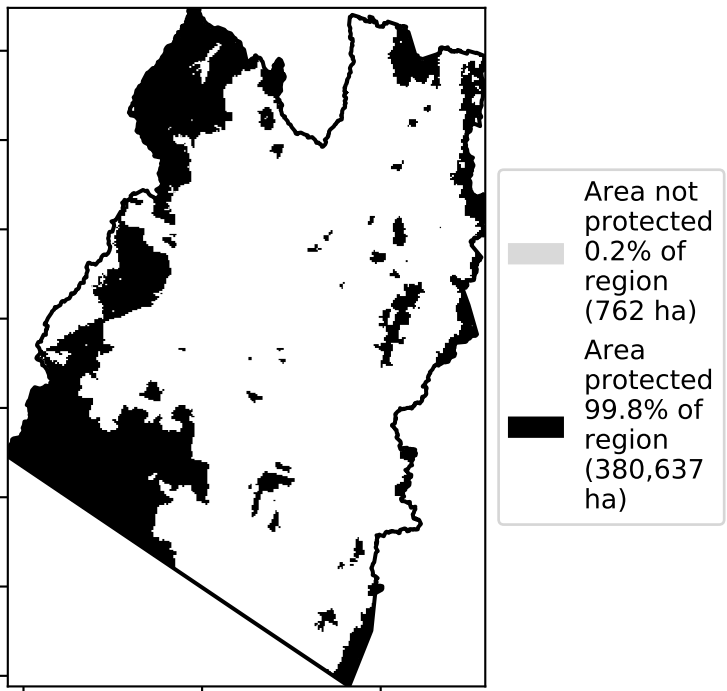 Area not
protected
0.2% of
region
(762 ha)
Area
protected
99.8% of
region
(380,637
ha)